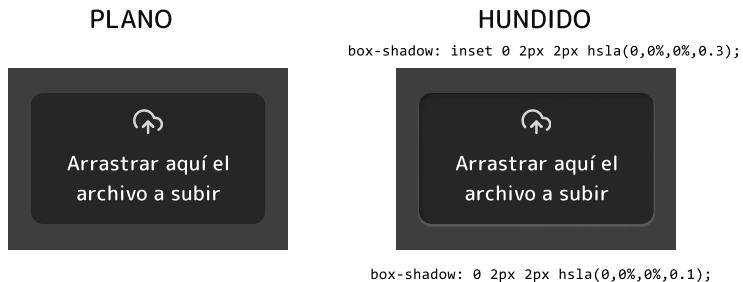 PLANO
HUNDIDO
box-shadow: inset 0 2px 2px hsla(0,0%,0%,0.3);
Arrastrar aquí el
archivo a subir
Arrastrar aquí el
archivo a subir
box-shadow: 0 2px 2px hsla(0,0%,0%,0.1);